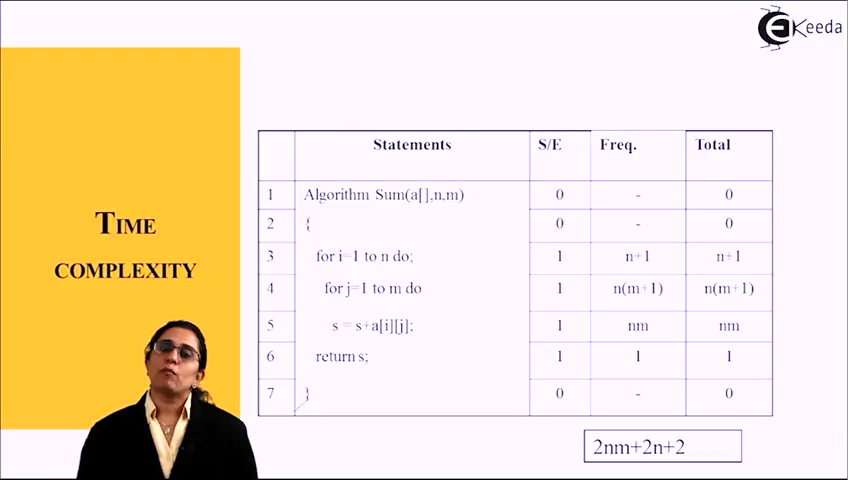 Keeda
TIME
COMPLEXITY
Statements S/E Freq. Total
1 Algorithm Sum(a[],n,m) 0 - 0
2 { 0 - 0
3 for i=1 to n do; 1 n+1 n+1
4 for j=1 to m do 1 n(m+1) n(m+1)
5 s = s+a[i][j]; 1 nm nm
6 return s; 1 1 1
7 } 0 - 0
2nm+2n+2